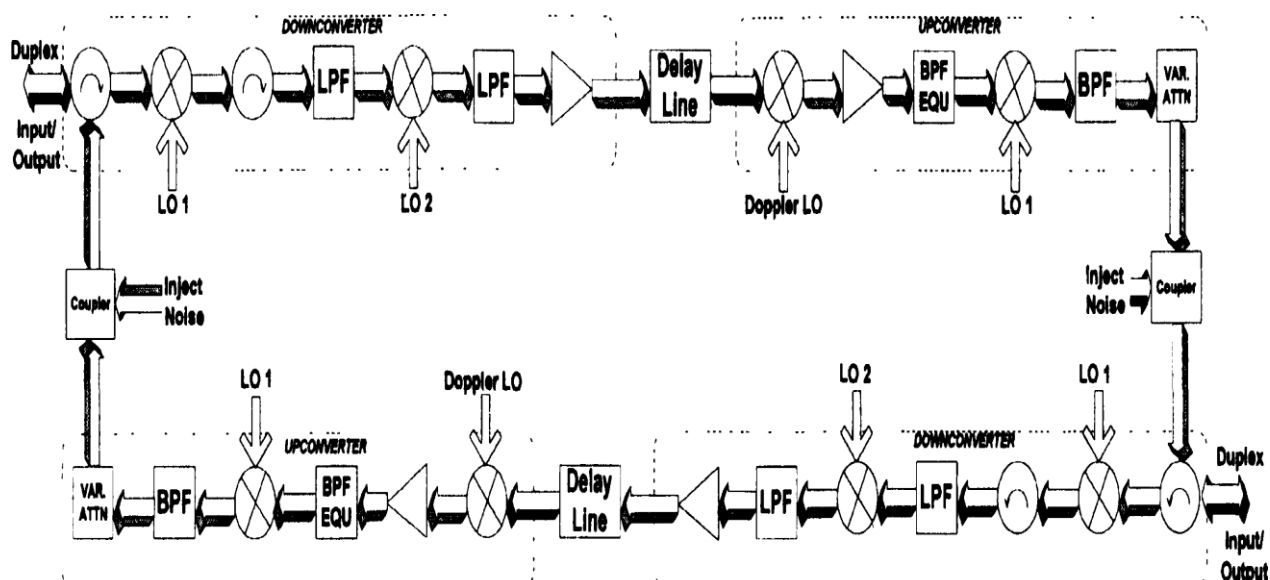 DOWNCONVERTER
UPCONVERTER
Duplex
LPF
LPF
Delay
Line
BPF
EQU
BPF
VAR.
ATTN
Input/
Output
LO 1
LO 2
Doppler LO
LO 1
Coupler
Inject
Noise
Inject
Noise
Coupler
LO 1
Doppler LO
LO 2
LO 1
UPCONVERTER
DOWNCONVERTER
VAR.
ATTN
BPF
BPF
EQU
Delay
Line
LPF
LPF
Duplex
Input/
Output